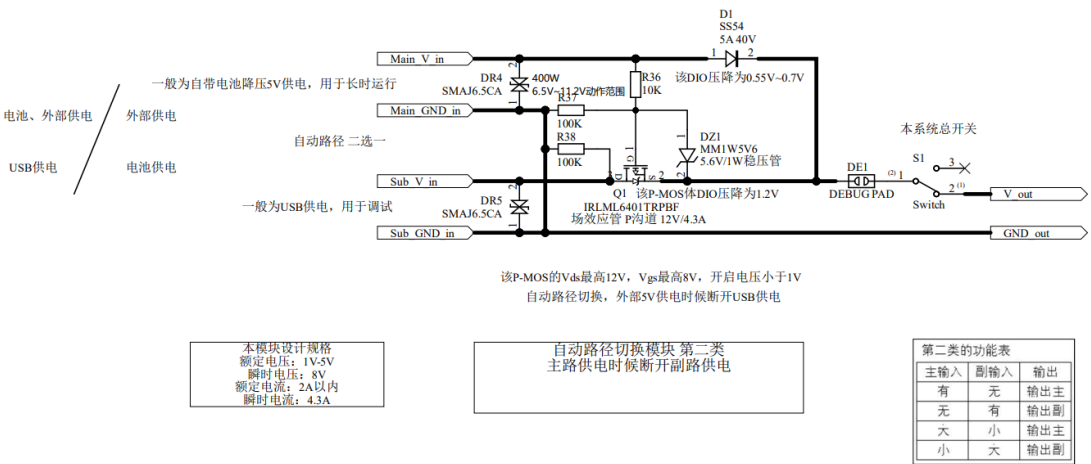 D1
SS54
5A 40V
Main_V_in
1
2
该DIO压降为0.55V~0.7V
一般为自带电池降压5V供电，用于长时运行
2
DR4
SMAJ6.5CA
1
400W
6.5V~11.2V动作范围
R36
10K
Main_GND_in
R37
100K
电池、外部供电
外部供电
自动路径 二选一
R38
100K
1
DZ1
MM1W5V6
5.6V/1W稳压管
2
本系统总开关
USB供电
电池供电
S1
3
1
G
D
S
3
2
Sub_V_in
Q1
该P-MOS体DIO压降为1.2V
IRLML6401TRPBF
场效应管 P沟道 12V/4.3A
DE1
DEBUG PAD
(2)
1
2
(1)
Switch
V_out
一般为USB供电，用于调试
2
DR5
SMAJ6.5CA
1
Sub_GND_in
GND_out
该P-MOS的Vds最高12V，Vgs最高8V，开启电压小于1V
自动路径切换，外部5V供电时候断开USB供电
本模块设计规格
额定电压：1V-5V
瞬时电压：8V
额定电流：2A以内
瞬时电流：4.3A
自动路径切换模块 第二类
主路供电时候断开副路供电
第二类的功能表
主输入 副输入 输出
有 无 输出主
无 有 输出副
大 小 输出主
小 大 输出副